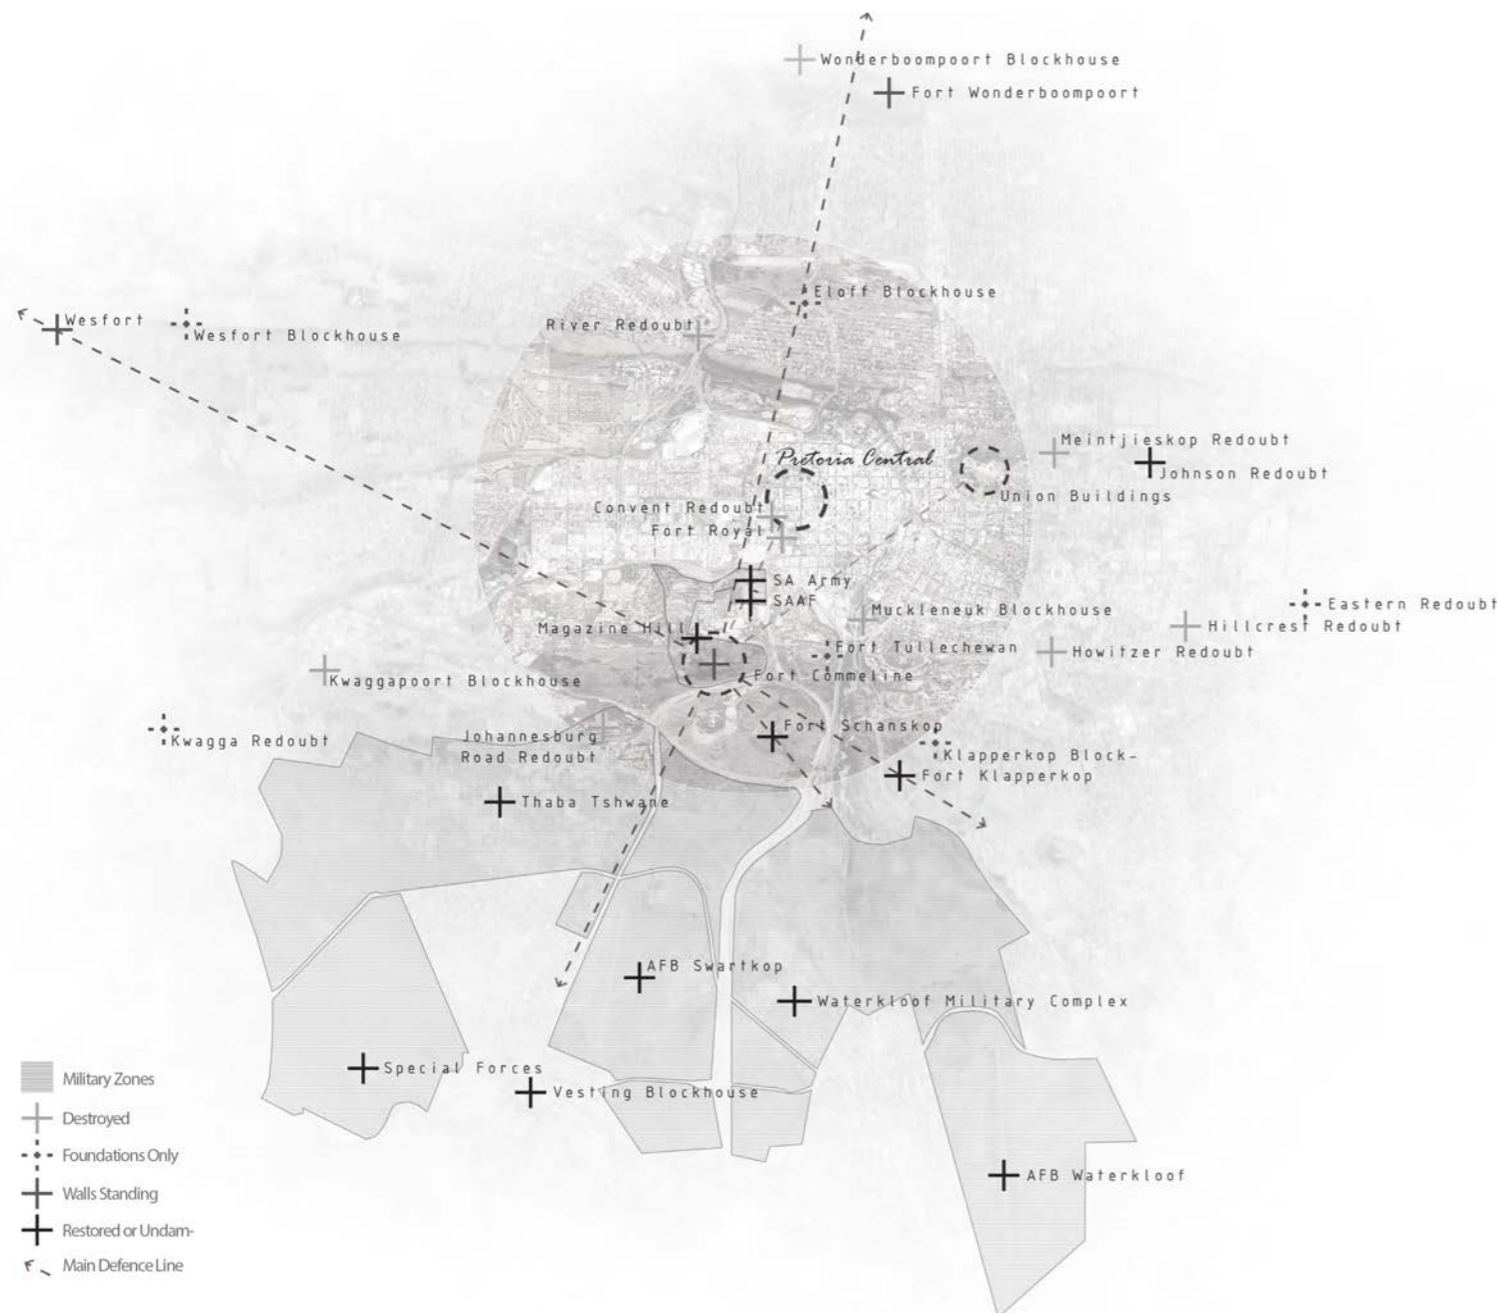 Wonderboompoort Blockhouse
Fort Wonderboompoort
Eloff Blockhouse
Wesfort
River Redoubt
Wesfort Blockhouse
Meintjieskop Redoubt
Pretoria Central
Johnson Redoubt
Union Buildings
Convent Redoubt
Fort Royal
SA Army
SAAF
Eastern Redoubt
Muckleneuk Blockhouse
Hillcrest Redoubt
Magazine Hill
Fort Tullechewan
Howitzer Redoubt
Fort Commeline
Kwaggapoort Blockhouse
Fort Schanskop
Kwagga Redoubt
Johannesburg
Road Redoubt
Klapperkop Block-
Fort Klapperkop
Thaba Tshwane
AFB Swartkop
Waterkloof Military Complex
Special Forces
Vesting Blockhouse
AFB Waterkloof
Military Zones
Destroyed
Foundations Only
Walls Standing
Restored or Undam-
Main Defence Line